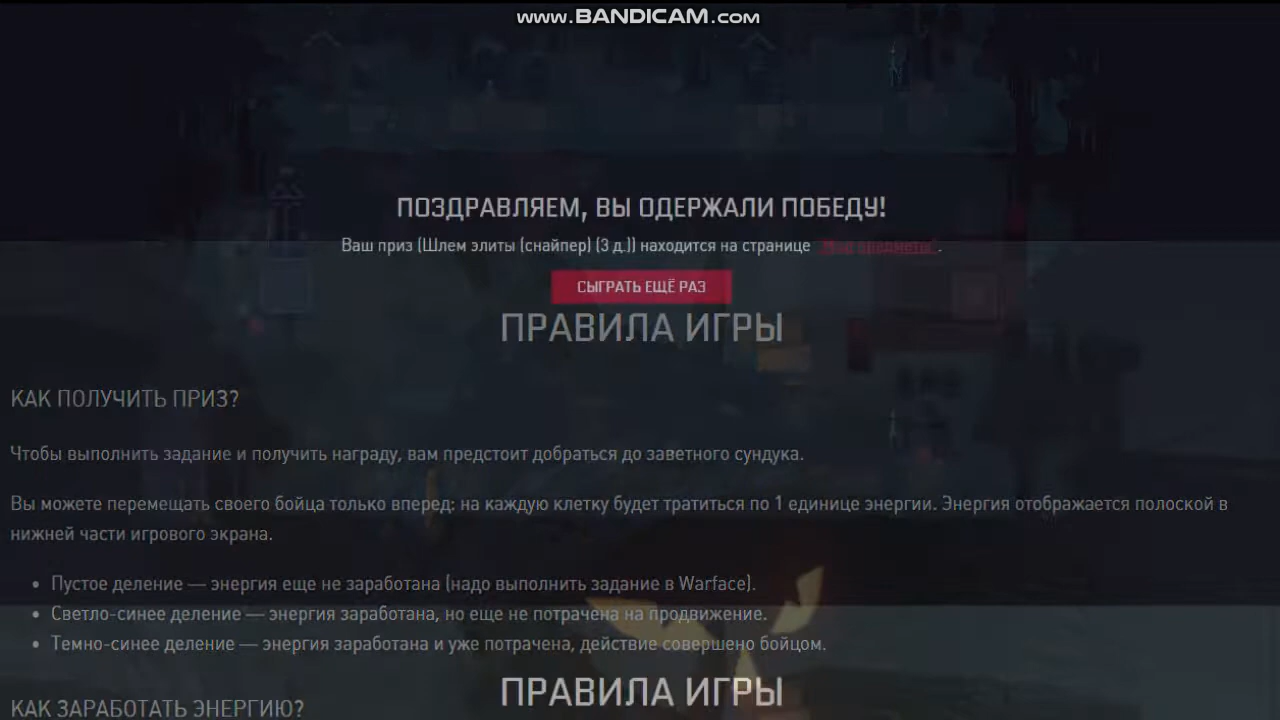 www.BANDICAM.com
ПОЗДРАВЛЯЕМ, ВЫ ОДЕРЖАЛИ ПОБЕДУ!
Ваш приз (Шлем элиты (снайпер) (3 д.)) находится на странице "Мои предметы".
СЫГРАТЬ ЕЩЁ РАЗ
ПРАВИЛА ИГРЫ
КАК ПОЛУЧИТЬ ПРИЗ?
Чтобы выполнить задание и получить награду, вам предстоит добраться до заветного сундука.
Вы можете перемещать своего бойца только вперед: на каждую клетку будет тратиться по 1 единице энергии. Энергия отображается полоской в
нижней части игрового экрана.
• Пустое деление — энергия еще не заработана (надо выполнить задание в Warface).
• Светло-синее деление — энергия заработана, но еще не потрачена на продвижение.
• Темно-синее деление — энергия заработана и уже потрачена, действие совершено бойцом.
ПРАВИЛА ИГРЫ
КАК ЗАРАБОТАТЬ ЭНЕРГИЮ?